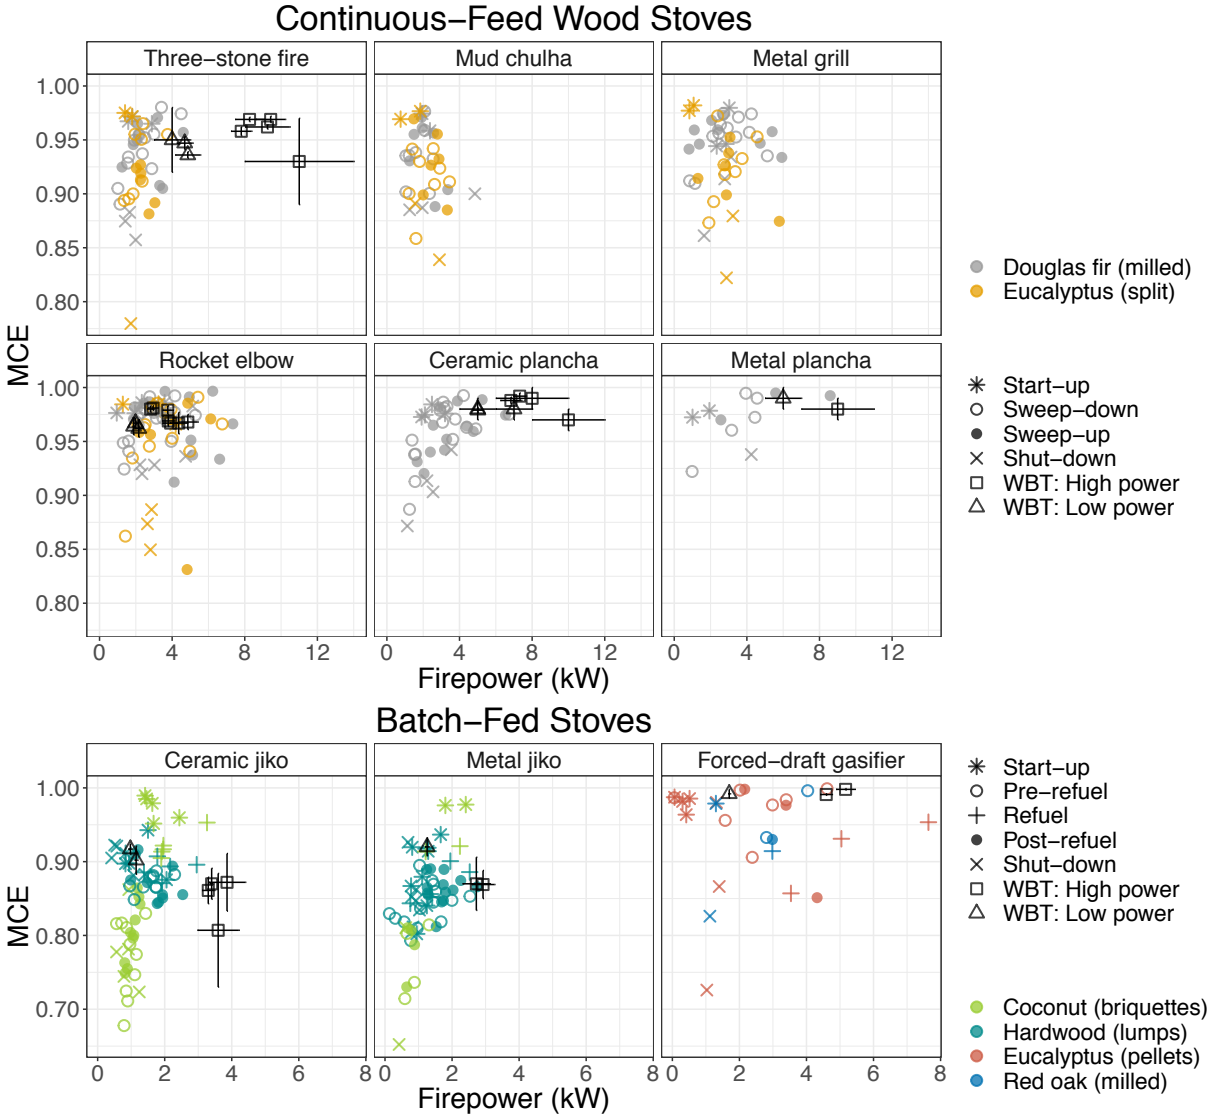 Continuous−Feed Wood Stoves
Three−stone fire
Mud chulha
Metal grill
1.00
0.95
0.90
0.85
0.80
Douglas fir (milled)
Eucalyptus (split)
MCE
Rocket elbow
Ceramic plancha
Metal plancha
1.00
0.95
0.90
0.85
0.80
Start−up
Sweep−down
Sweep−up
Shut−down
WBT: High power
WBT: Low power
0 4 8 12 0 4 8 12 0 4 8 12
Firepower (kW)
Batch−Fed Stoves
Ceramic jiko
Metal jiko
Forced−draft gasifier
1.00
0.90
0.80
0.70
MCE
Start−up
Pre−refuel
Refuel
Post−refuel
Shut−down
WBT: High power
WBT: Low power
Coconut (briquettes)
Hardwood (lumps)
Eucalyptus (pellets)
Red oak (milled)
0 2 4 6 8 0 2 4 6 8 0 2 4 6 8
Firepower (kW)